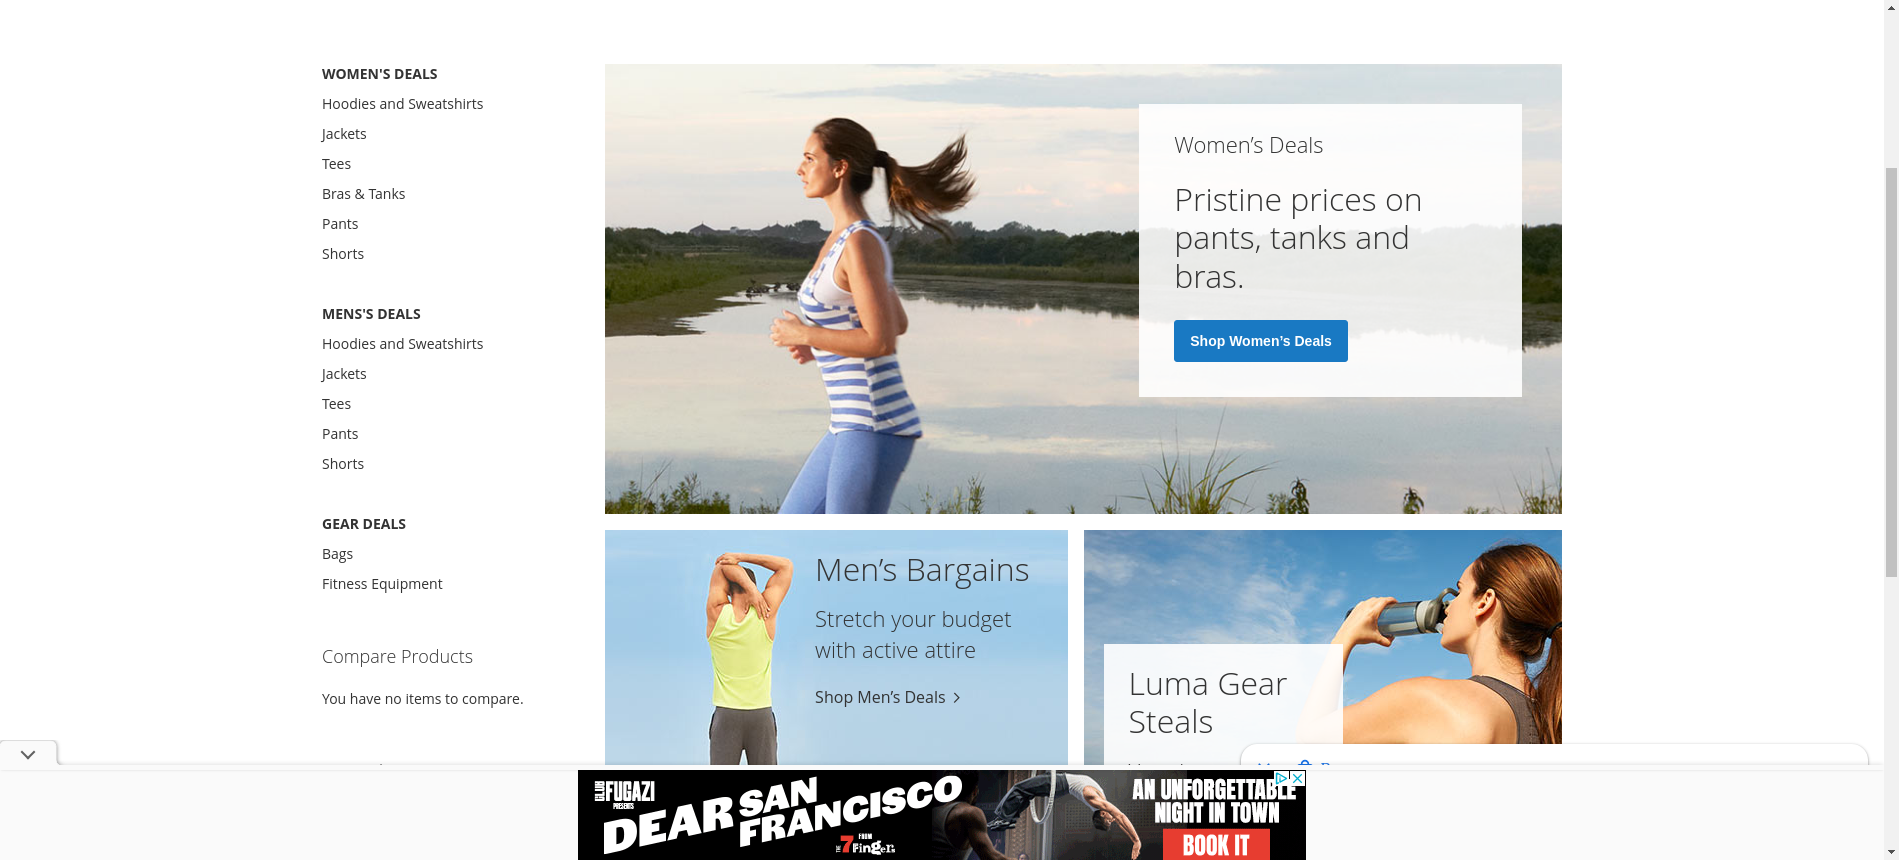 WOMEN'S DEALS
Hoodies and Sweatshirts
Jackets
Tees
Bras & Tanks
Pants
Shorts
MENS'S DEALS
Hoodies and Sweatshirts
Jackets
Tees
Pants
Shorts
GEAR DEALS
Bags
Fitness Equipment
Compare Products
You have no items to compare.
Women’s Deals
Pristine prices on
pants, tanks and
bras.
Shop Women’s Deals
Men’s Bargains
Stretch your budget
with active attire
Shop Men’s Deals
Luma Gear
Steals
CLUB FUGAZI
PRESENTS
DEAR SAN
FRANCISCO
FROM
THE 7 Fingers
AN UNFORGETTABLE
NIGHT IN TOWN
BOOK IT